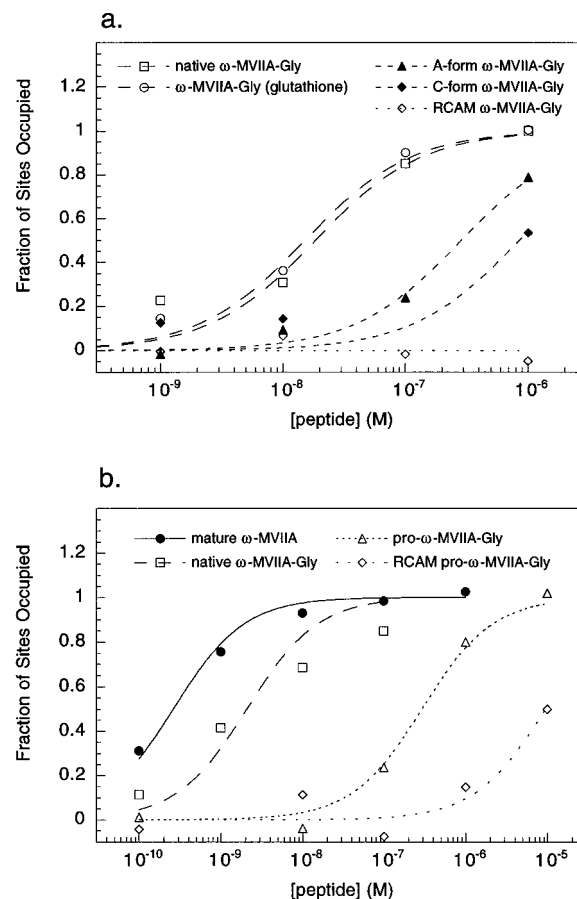 a.
native ω-MVIIA-Gly
ω-MVIIA-Gly (glutathione)
A-form ω-MVIIA-Gly
C-form ω-MVIIA-Gly
RCAM ω-MVIIA-Gly
Fraction of Sites Occupied
1.2
1
0.8
0.6
0.4
0.2
0
10⁻⁹
10⁻⁸
10⁻⁷
10⁻⁶
[peptide] (M)
b.
mature ω-MVIIA
native ω-MVIIA-Gly
pro-ω-MVIIA-Gly
RCAM pro-ω-MVIIA-Gly
Fraction of Sites Occupied
1.2
1
0.8
0.6
0.4
0.2
0
10⁻¹⁰
10⁻⁹
10⁻⁸
10⁻⁷
10⁻⁶
10⁻⁵
[peptide] (M)